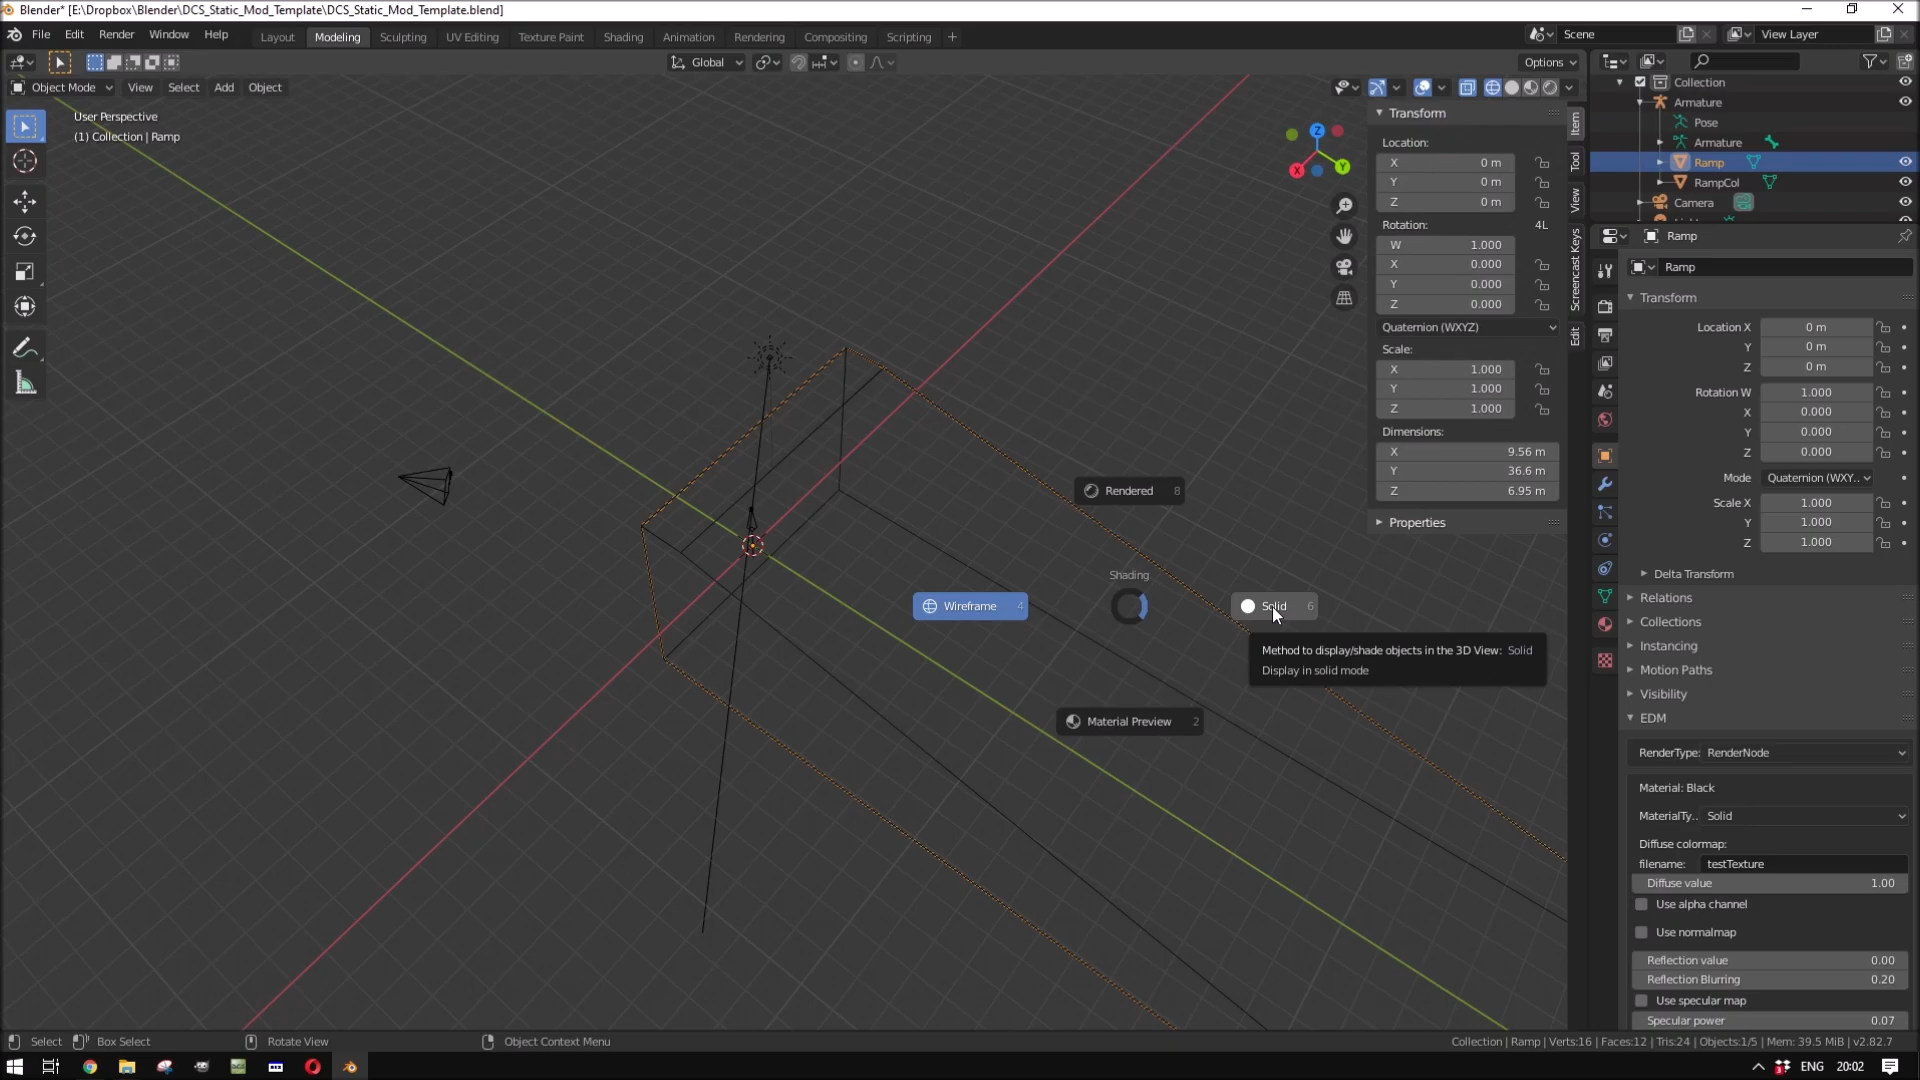 Blender* [E:\Dropbox\Blender\DCS_Static_Mod_Template\DCS_Static_Mod_Template.blend]
File Edit Render Window Help Layout Modeling Sculpting UV Editing Texture Paint Shading Animation Rendering Compositing Scripting + Scene View Layer
Global Options
Object Mode View Select Add Object
User Perspective
(1) Collection | Ramp
Z
Y
X
Transform
Location:
X 0 m
Y 0 m
Z 0 m
Rotation: 4L
W 1.000
X 0.000
Y 0.000
Z 0.000
Quaternion (WXYZ)
Scale:
X 1.000
Y 1.000
Z 1.000
Dimensions:
X 9.56 m
Y 36.6 m
Z 6.95 m
Properties
Item
Tool
View
Screencast Keys
Edit
Rendered 8
Shading
Wireframe 4
Solid 6
Method to display/shade objects in the 3D View: Solid
Display in solid mode
Material Preview 2
Collection
Armature
Pose
Armature
Ramp
RampCol
Camera
Ramp
Ramp
Transform
Location X 0 m
Y 0 m
Z 0 m
Rotation W 1.000
X 0.000
Y 0.000
Z 0.000
Mode Quaternion (WXY..
Scale X 1.000
Y 1.000
Z 1.000
Delta Transform
Relations
Collections
Instancing
Motion Paths
Visibility
EDM
RenderType: RenderNode
Material: Black
MaterialTy.. Solid
Diffuse colormap:
filename: testTexture
Diffuse value 1.00
Use alpha channel
Use normalmap
Reflection value 0.00
Reflection Blurring 0.20
Use specular map
Specular power 0.07
Select Box Select Rotate View Object Context Menu
Collection | Ramp | Verts:16 | Faces:12 | Tris:24 | Objects:1/5 | Mem: 39.5 MiB | v2.82.7
ENG 20:02